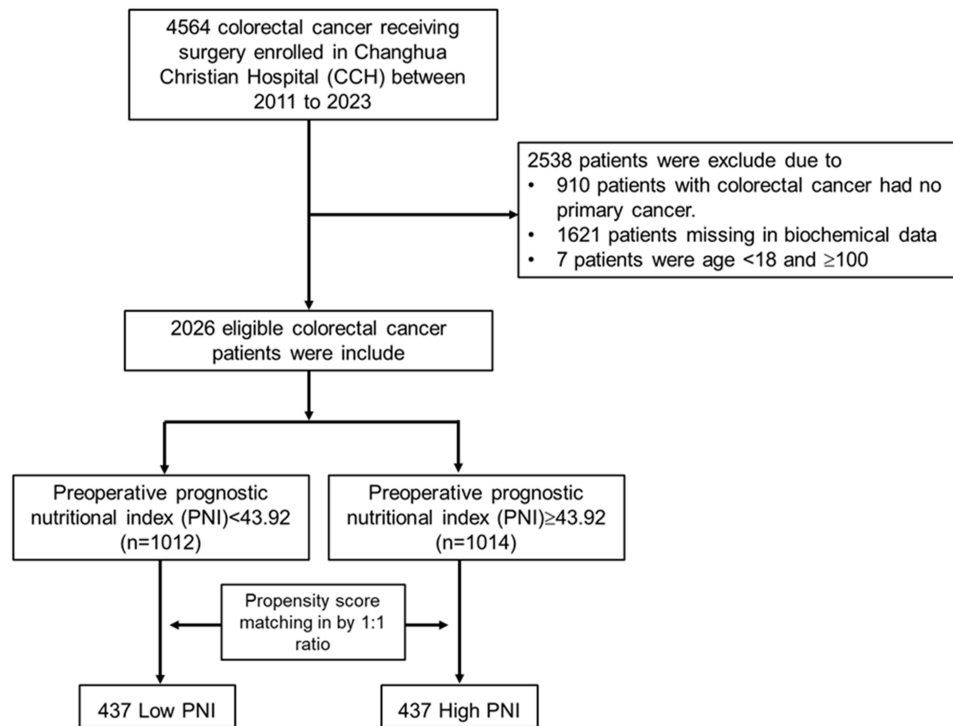 4564 colorectal cancer receiving
surgery enrolled in Changhua
Christian Hospital (CCH) between
2011 to 2023
2538 patients were exclude due to
• 910 patients with colorectal cancer had no
primary cancer.
• 1621 patients missing in biochemical data
• 7 patients were age <18 and ≥100
2026 eligible colorectal cancer
patients were include
Preoperative prognostic
nutritional index (PNI)<43.92
(n=1012)
Preoperative prognostic
nutritional index (PNI)≥43.92
(n=1014)
Propensity score
matching in by 1:1
ratio
437 Low PNI
437 High PNI